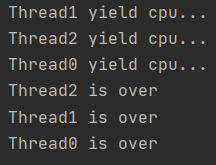 Thread1 yield cpu...
Thread2 yield cpu...
Thread0 yield cpu...
Thread2 is over
Thread1 is over
Thread0 is over